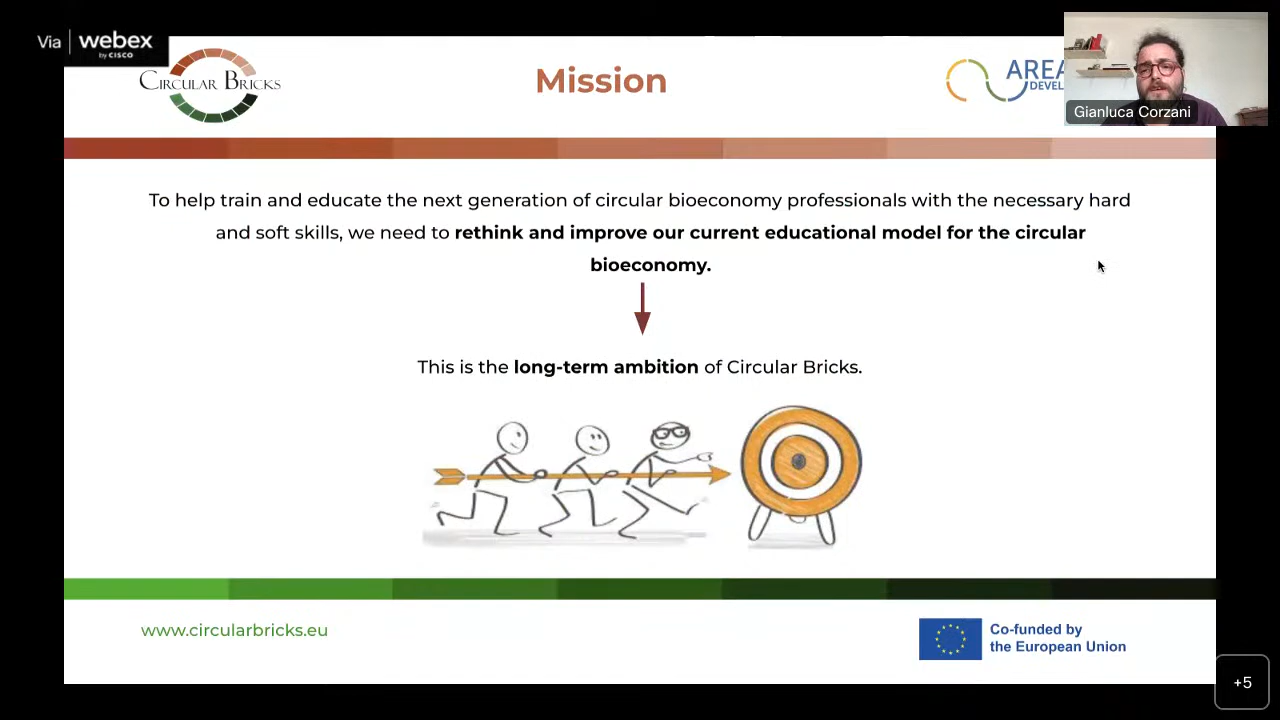 Via webex
by CISCO
CIRCULAR BRICKS
Mission
AREA
DEVEL
Gianluca Corzani
To help train and educate the next generation of circular bioeconomy professionals with the necessary hard
and soft skills, we need to rethink and improve our current educational model for the circular
bioeconomy.
This is the long-term ambition of Circular Bricks.
www.circularbricks.eu
Co-funded by
the European Union
+5